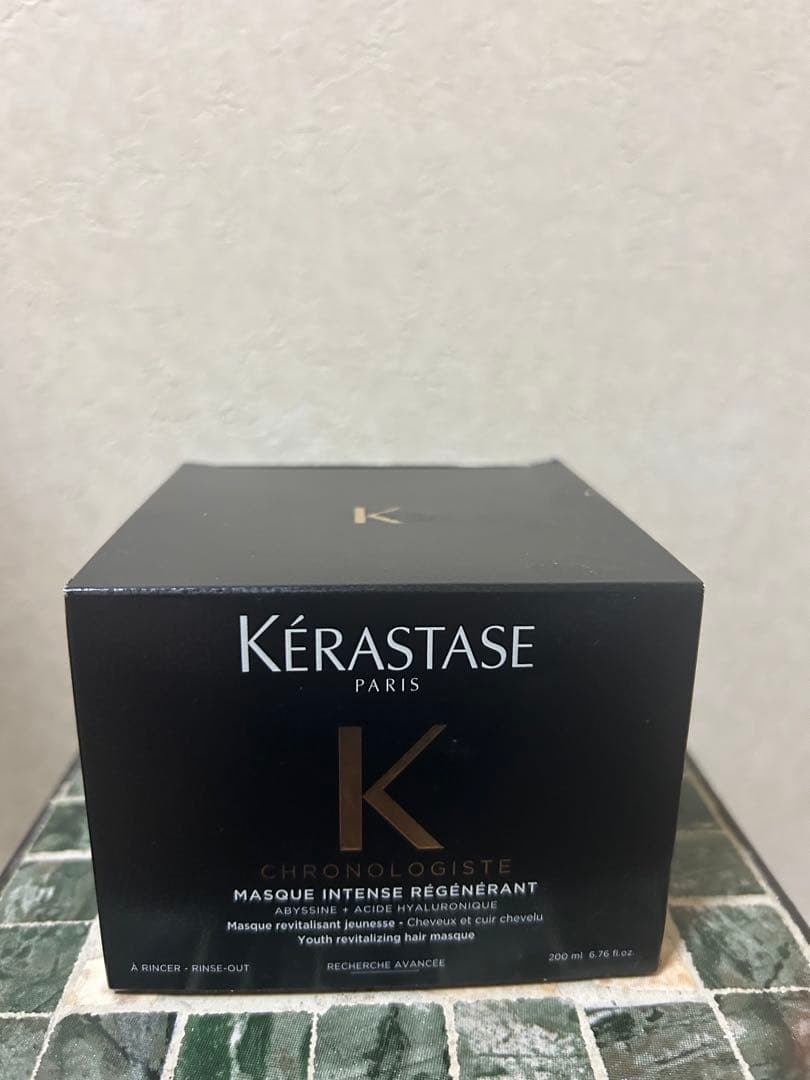 K
KÉRASTASE
PARIS
K
CHRONOLOGISTE
MASQUE INTENSE RÉGÉNÉRANT
ABYSSINE + ACIDE HYALURONIQUE
Masque revitalisant jeunesse - Cheveux et cuir chevelu
Youth revitalizing hair masque
À RINCER - RINSE-OUT
RECHERCHE AVANCÉE
200 ml 6.76 fl.oz.